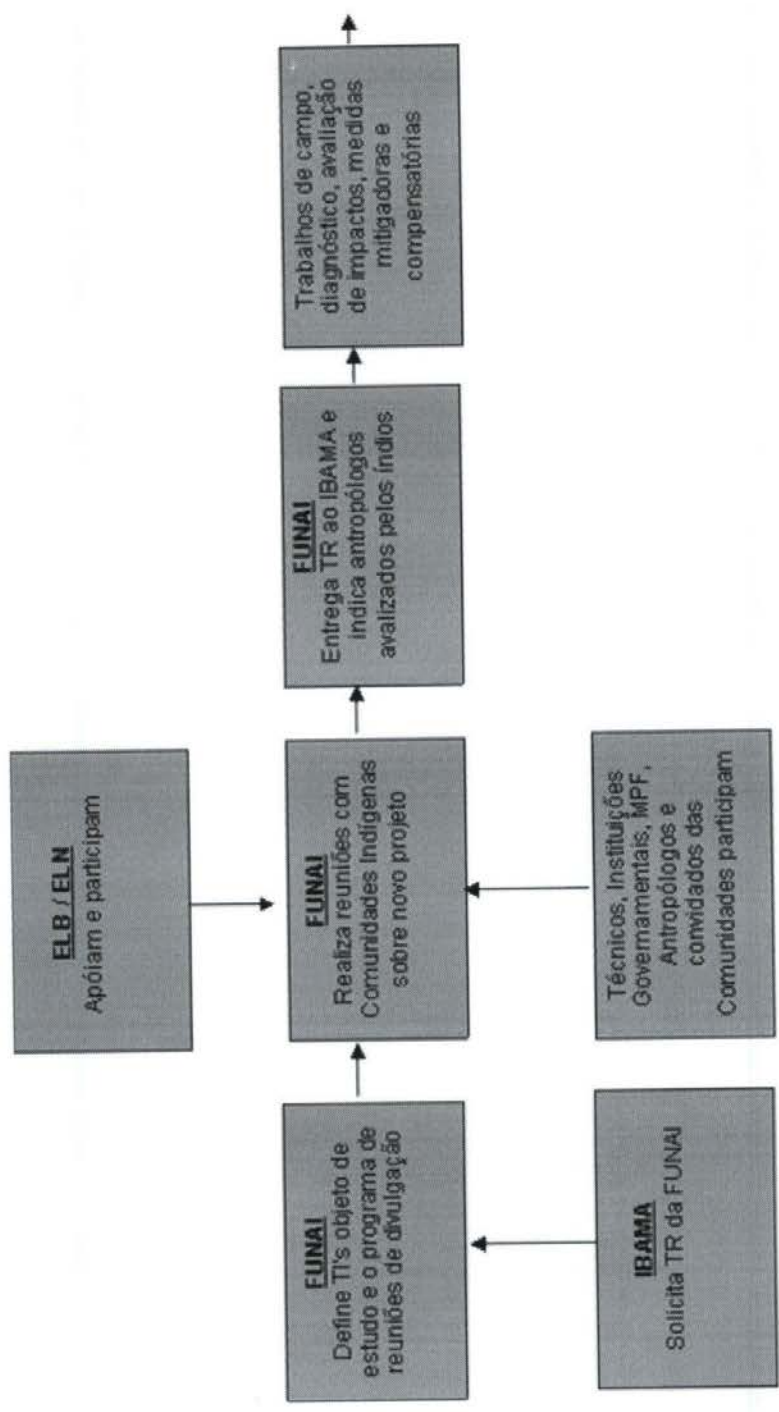 ELB / ELN
Apóiam e participam
FUNAI
Define TI's objeto de
estudo e o programa de
reuniões de divulgação
FUNAI
Realiza reuniões com
Comunidades Indígenas
sobre novo projeto
FUNAI
Entrega TR ao IBAMA e
indica antropólogos
avalizados pelos índios
Trabalhos de campo,
diagnóstico, avaliação
de impactos, medidas
mitigadoras e
compensatórias
IBAMA
Solicita TR da FUNAI
Técnicos, Instituições
Governamentais, MPF,
Antropólogos e
convidados das
Comunidades participam